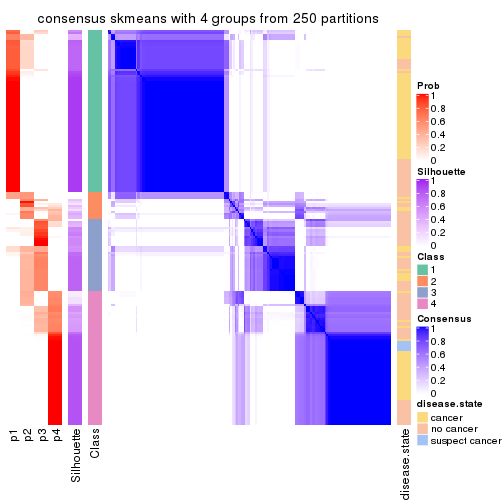 consensus skmeans with 4 groups from 250 partitions
Prob
1
0.8
0.6
0.4
0.2
0
Silhouette
1
0.8
0.6
0.4
0.2
0
Class
1
2
3
4
Consensus
1
0.8
0.6
0.4
0.2
0
disease.state
cancer
no cancer
suspect cancer
p1
p2
p3
p4
Silhouette
Class
disease.state